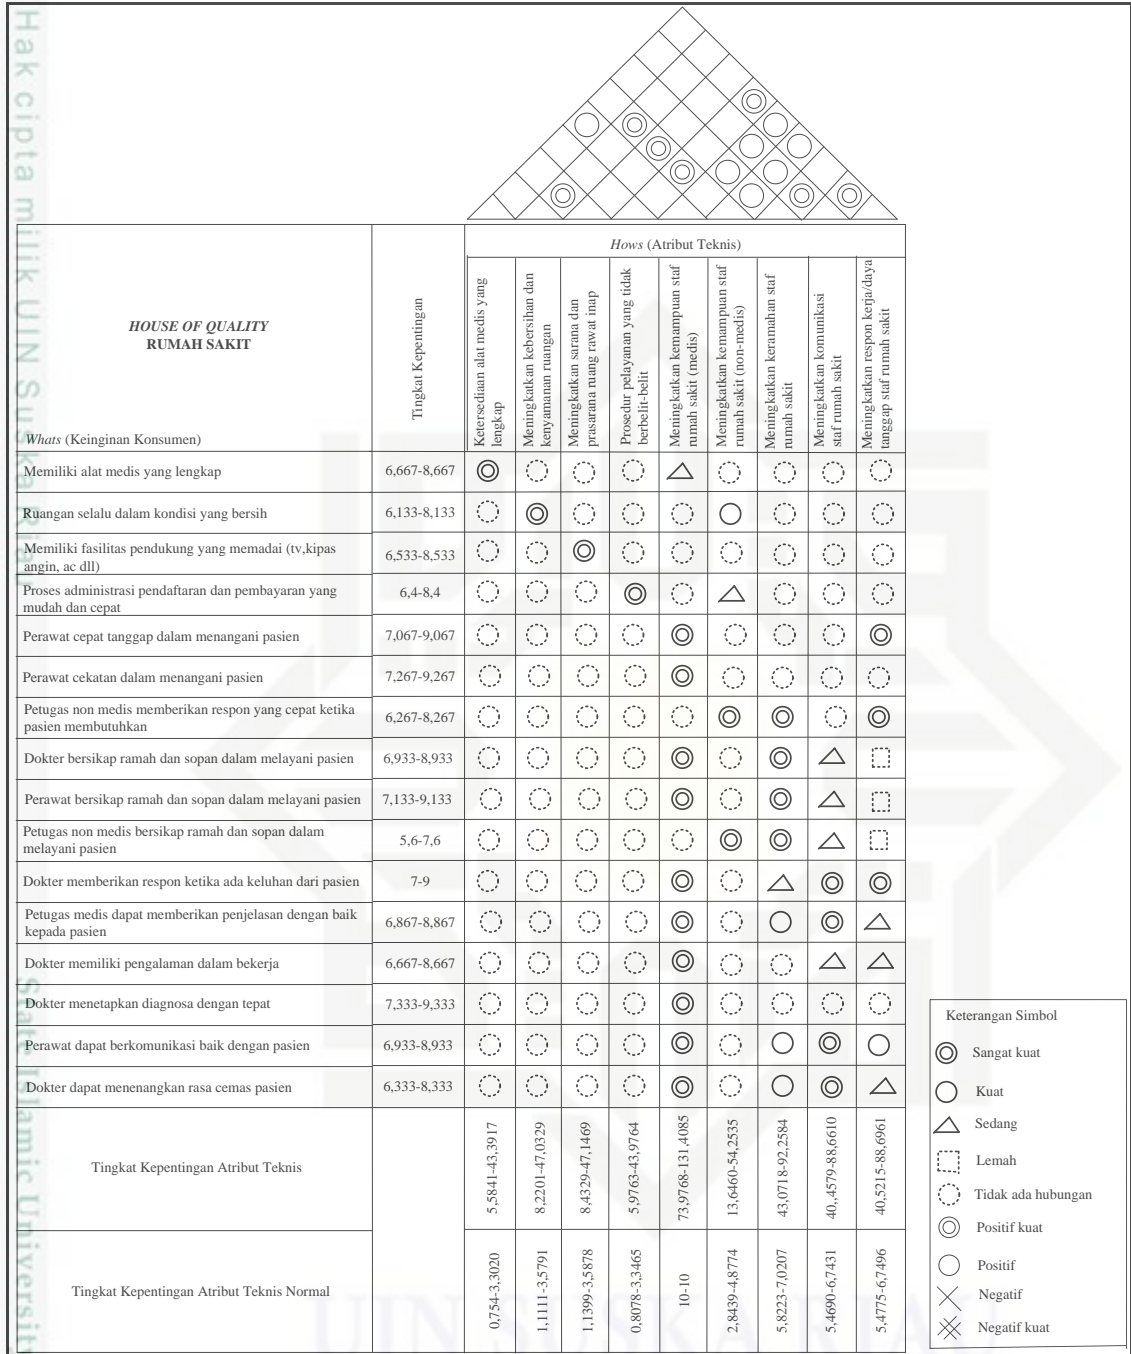 Hak cipta milik UIN Suska Riau
State Islamic Universit
Hows (Atribut Teknis)
HOUSE OF QUALITY
RUMAH SAKIT
Whats (Keinginan Konsumen)
Tingkat Kepentingan
Ketersediaan alat medis yang
lengkap
Meningkatkan kebersihan dan
kenyamanan ruangan
Meningkatkan sarana dan
prasarana ruang rawat inap
Prosedur pelayanan yang tidak
berbelit-belit
Meningkatkan kemampuan staf
rumah sakit (medis)
Meningkatkan kemampuan staf
rumah sakit (non-medis)
Meningkatkan keramahan staf
rumah sakit
Meningkatkan komunikasi
staf rumah sakit
Meningkatkan respon kerja/daya
tanggap staf rumah sakit
Memiliki alat medis yang lengkap 6,667-8,667
Ruangan selalu dalam kondisi yang bersih 6,133-8,133
Memiliki fasilitas pendukung yang memadai (tv,kipas
angin, ac dll) 6,533-8,533
Proses administrasi pendaftaran dan pembayaran yang
mudah dan cepat 6,4-8,4
Perawat cepat tanggap dalam menangani pasien 7,067-9,067
Perawat cekatan dalam menangani pasien 7,267-9,267
Petugas non medis memberikan respon yang cepat ketika
pasien membutuhkan 6,267-8,267
Dokter bersikap ramah dan sopan dalam melayani pasien 6,933-8,933
Perawat bersikap ramah dan sopan dalam melayani pasien 7,133-9,133
Petugas non medis bersikap ramah dan sopan dalam
melayani pasien 5,6-7,6
Dokter memberikan respon ketika ada keluhan dari pasien 7-9
Petugas medis dapat memberikan penjelasan dengan baik
kepada pasien 6,867-8,867
Dokter memiliki pengalaman dalam bekerja 6,667-8,667
Dokter menetapkan diagnosa dengan tepat 7,333-9,333
Perawat dapat berkomunikasi baik dengan pasien 6,933-8,933
Dokter dapat menenangkan rasa cemas pasien 6,333-8,333
Tingkat Kepentingan Atribut Teknis
5,5841-43,3917
8,2201-47,0329
8,4329-47,1469
5,9763-43,9764
73,9768-131,4085
13,6460-54,2535
43,0718-92,2584
40,,4579-88,6610
40,5215-88,6961
Tingkat Kepentingan Atribut Teknis Normal
0,754-3,3020
1,1111-3,5791
1,1399-3,5878
0,8078-3,3465
10-10
2,8439-4,8774
5,8223-7,0207
5,4690-6,7431
5,4775-6,7496
Keterangan Simbol
Sangat kuat
Kuat
Sedang
Lemah
Tidak ada hubungan
Positif kuat
Positif
Negatif
Negatif kuat
UIN SUSKA RIAU